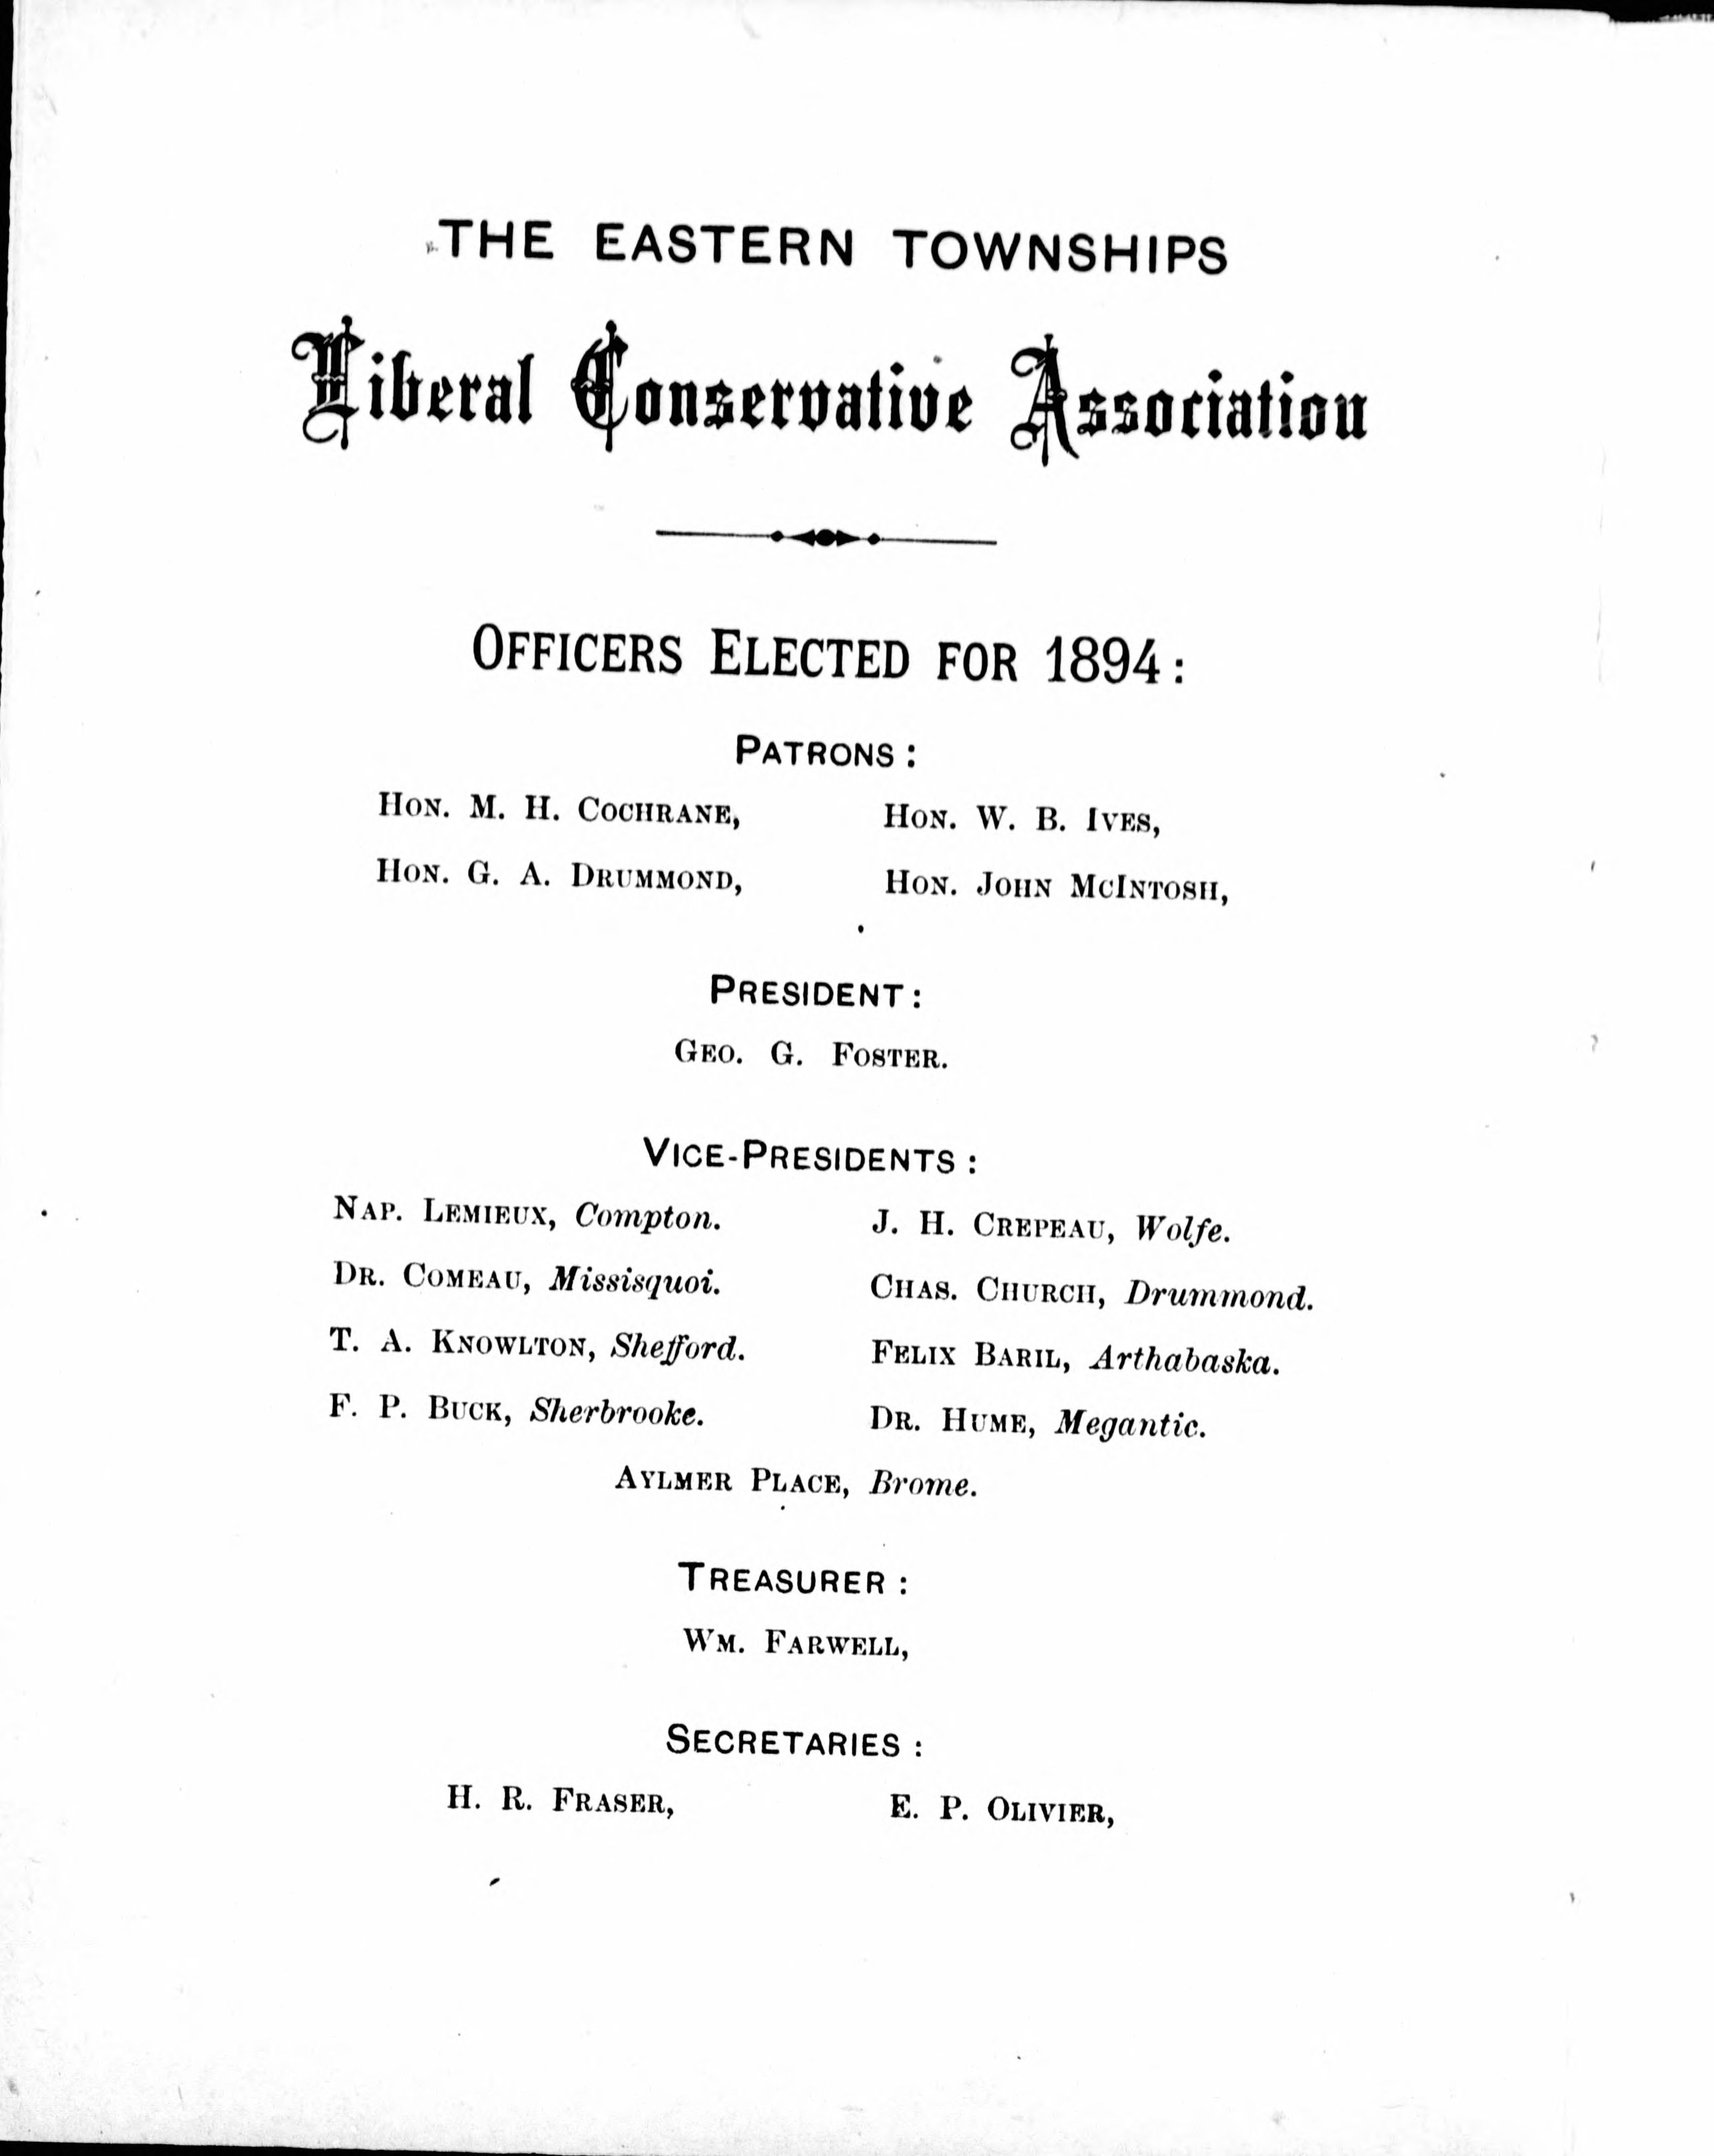 THE EASTERN TOWNSHIPS
Liberal Conservative Association
OFFICERS ELECTED FOR 1894:
PATRONS:
HON. M. H. COCHRANE, HON. W. B. IVES,
HON. G. A. DRUMMOND, HON. JOHN MCINTOSH,
PRESIDENT:
GEO. G. FOSTER.
VICE-PRESIDENTS:
NAP. LEMIEUX, Compton. J. H. CREPEAU, Wolfe.
DR. COMEAU, Missisquoi. CHAS. CHURCH, Drummond.
T. A. KNOWLTON, Shefford. FELIX BARIL, Arthabaska.
F. P. BUCK, Sherbrooke. DR. HUME, Megantic.
AYLMER PLACE, Brome.
TREASURER:
WM. FARWELL,
SECRETARIES:
H. R. FRASER, E. P. OLIVIER,